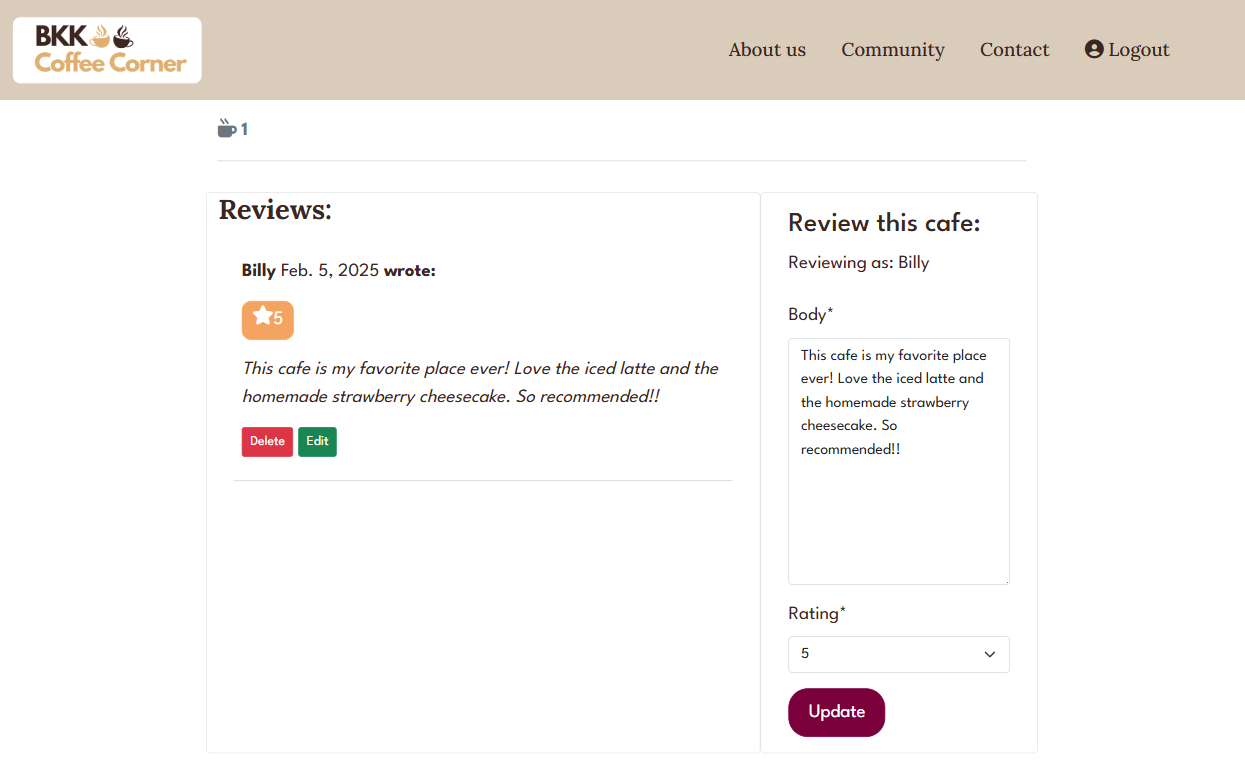 BKK
Coffee Corner
About us Community Contact Logout
1
Reviews:
Billy Feb. 5, 2025 wrote:
5
This cafe is my favorite place ever! Love the iced latte and the
homemade strawberry cheesecake. So recommended!!
Delete Edit
Review this cafe:
Reviewing as: Billy
Body*
This cafe is my favorite place
ever! Love the iced latte and
the homemade strawberry
cheesecake. So
recommended!!
Rating*
5
Update